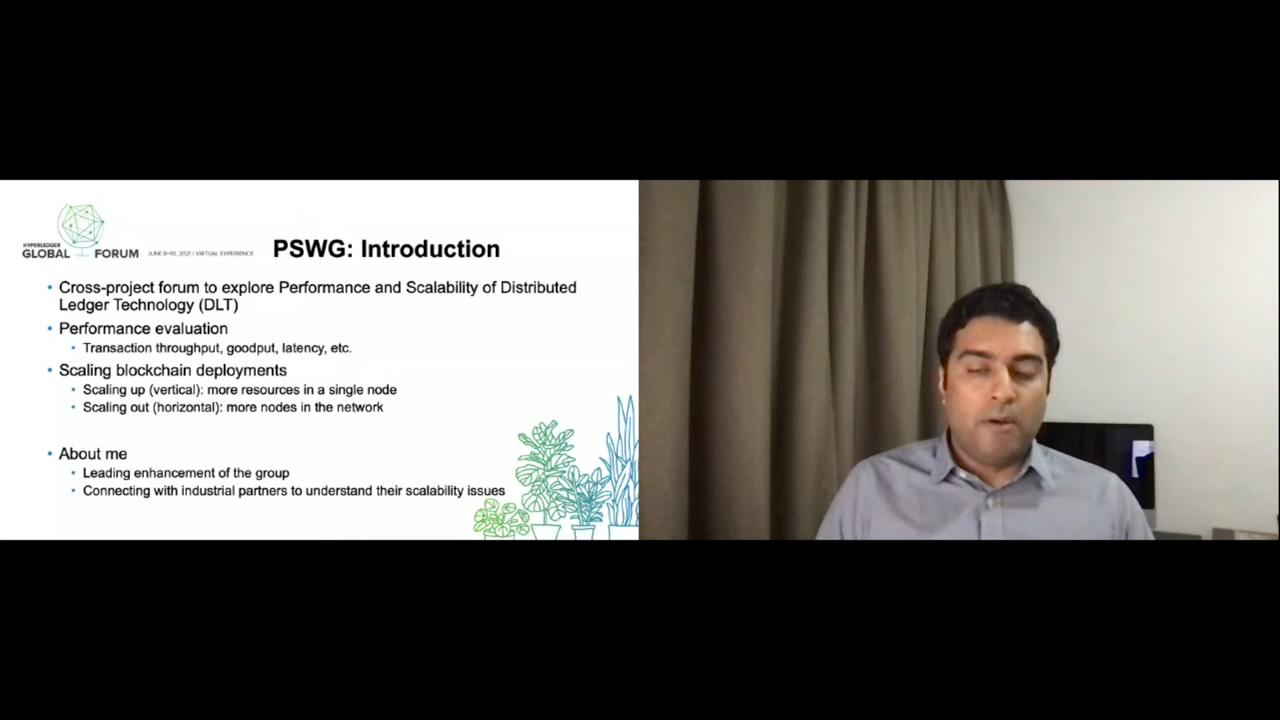 HYPERLEDGER
GLOBAL FORUM
JUNE 8-10, 2021 | VIRTUAL EXPERIENCE
PSWG: Introduction
• Cross-project forum to explore Performance and Scalability of Distributed
Ledger Technology (DLT)
• Performance evaluation
• Transaction throughput, goodput, latency, etc.
• Scaling blockchain deployments
• Scaling up (vertical): more resources in a single node
• Scaling out (horizontal): more nodes in the network
• About me
• Leading enhancement of the group
• Connecting with industrial partners to understand their scalability issues